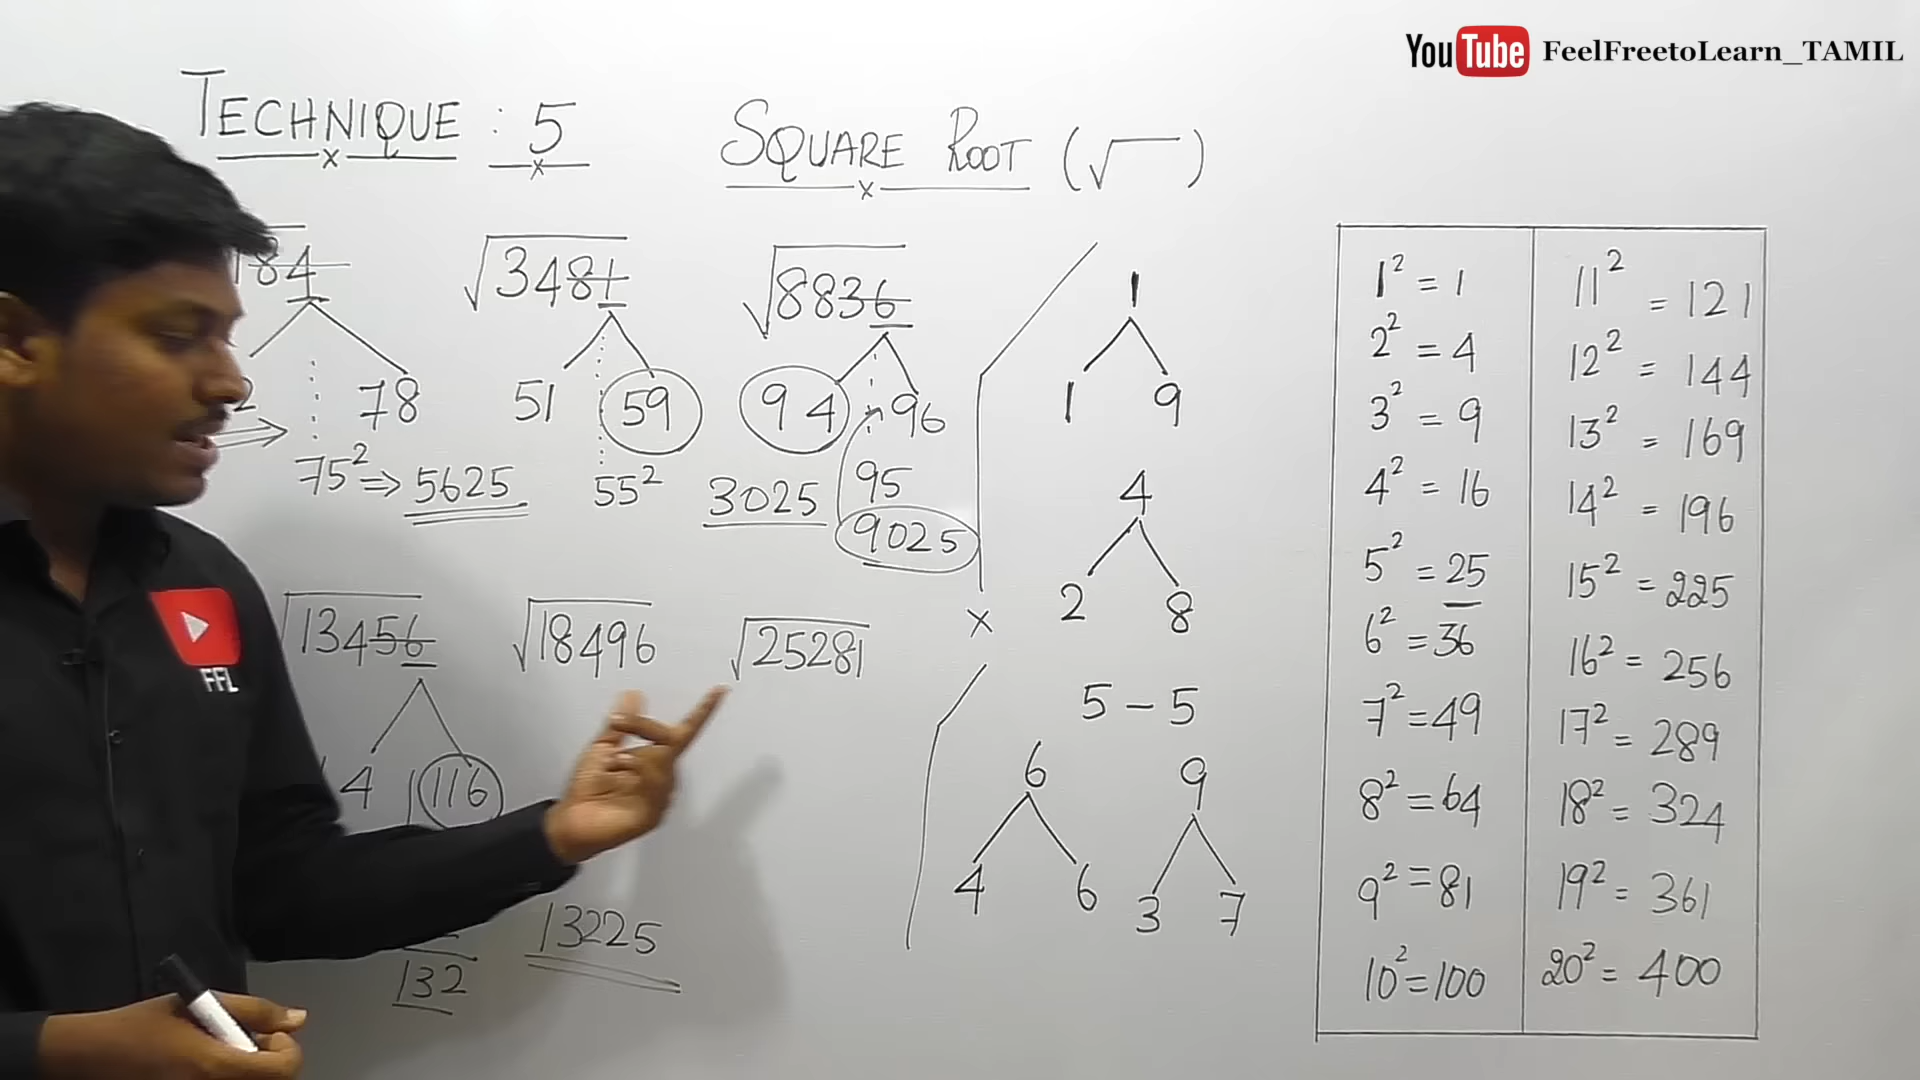 YouTube FeelFreetoLearn_TAMIL
TECHNIQUE : 5
SQUARE ROOT (√ )
84
78
75² => 5625
√3481
51 59
55² 3025
√8836
94 96
95
9025
√13456
4 116
132
13225
√18496
√25281
1
1 9
4
2 8
x
5 - 5
6
4 6
9
3 7
1² = 1
2² = 4
3² = 9
4² = 16
5² = 25
6² = 36
7² = 49
8² = 64
9² = 81
10² = 100
11² = 121
12² = 144
13² = 169
14² = 196
15² = 225
16² = 256
17² = 289
18² = 324
19² = 361
20² = 400
FFL